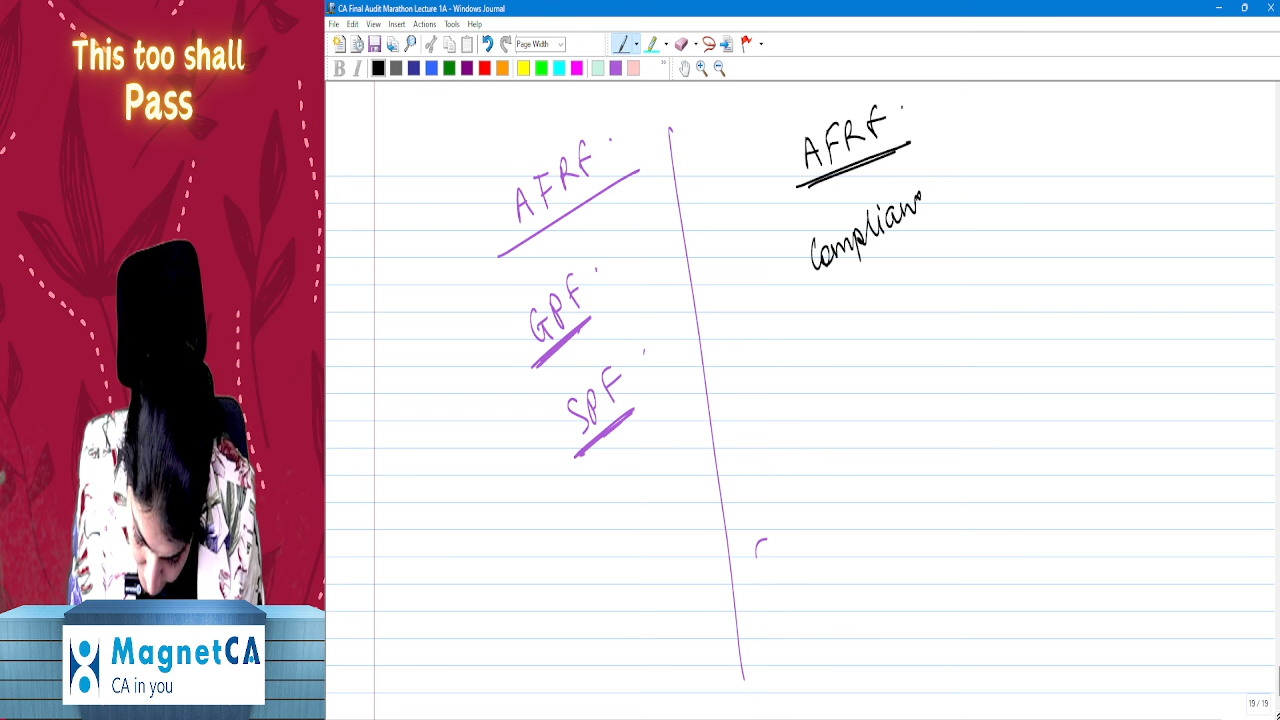 This too shall
Pass
CA Final Audit Marathon Lecture 1A - Windows Journal
File Edit View Insert Actions Tools Help
Page Width
B I
AFRF.
GPF.
SPF.
AFRF.
Complian
MagnetCA
CA in you
19 / 19